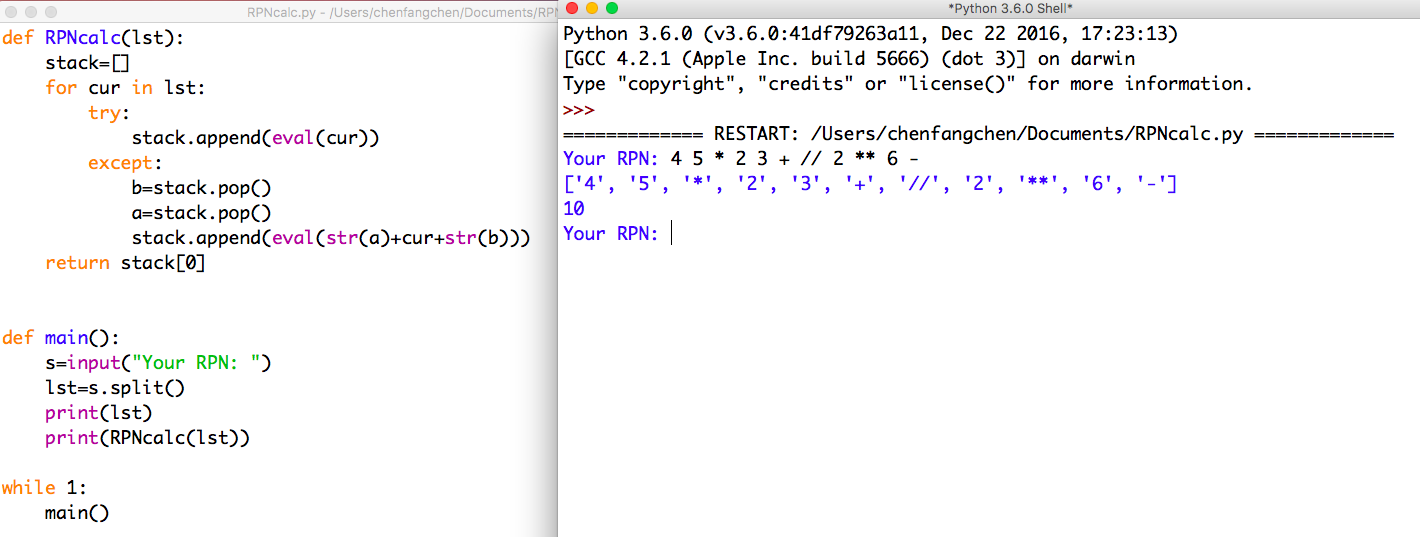 RPNcalc.py - /Users/chenfangchen/Documents/RPN
def RPNcalc(lst):
    stack=[]
    for cur in lst:
        try:
            stack.append(eval(cur))
        except:
            b=stack.pop()
            a=stack.pop()
            stack.append(eval(str(a)+cur+str(b)))
    return stack[0]
def main():
    s=input("Your RPN: ")
    lst=s.split()
    print(lst)
    print(RPNcalc(lst))
while 1:
    main()
*Python 3.6.0 Shell*
Python 3.6.0 (v3.6.0:41df79263a11, Dec 22 2016, 17:23:13)
[GCC 4.2.1 (Apple Inc. build 5666) (dot 3)] on darwin
Type "copyright", "credits" or "license()" for more information.
>>>
============= RESTART: /Users/chenfangchen/Documents/RPNcalc.py =============
Your RPN: 4 5 * 2 3 + // 2 ** 6 -
['4', '5', '*', '2', '3', '+', '//', '2', '**', '6', '-']
10
Your RPN: